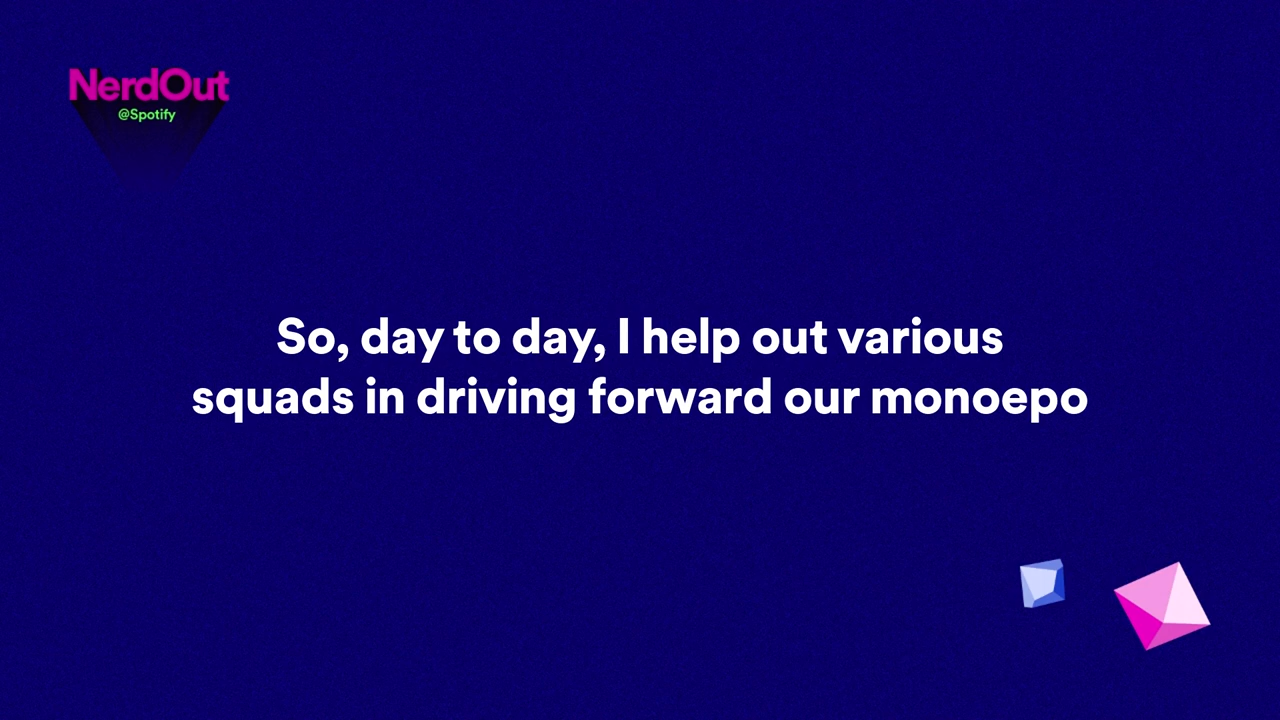 NerdOut
@Spotify
So, day to day, I help out various
squads in driving forward our monoepo